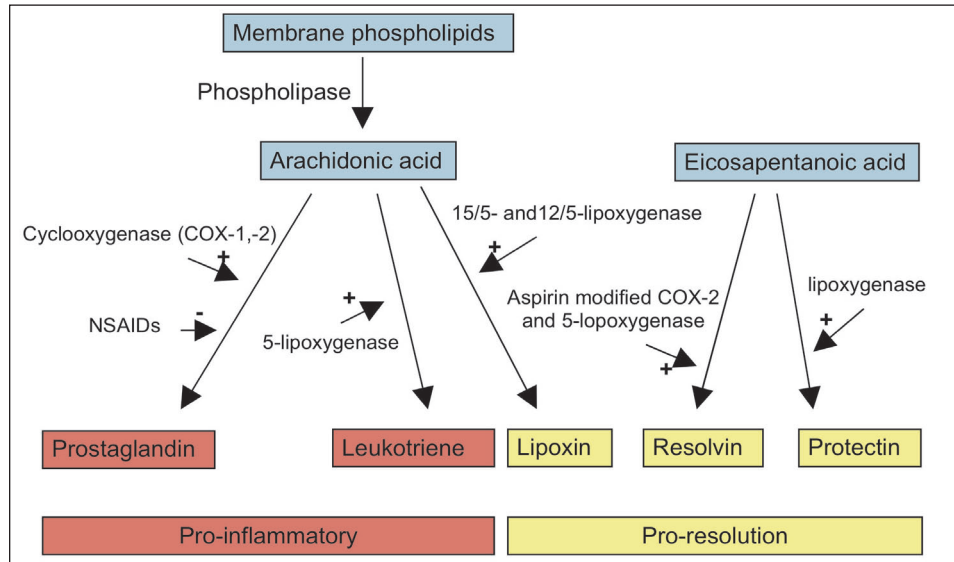 Membrane phospholipids
Phospholipase
Arachidonic acid
Eicosapentanoic acid
15/5- and12/5-lipoxygenase
Cyclooxygenase (COX-1,-2)
+
+
Aspirin modified COX-2
and 5-lopoxygenase
+
lipoxygenase
+
NSAIDs
-
+
5-lipoxygenase
Prostaglandin
Leukotriene
Lipoxin
Resolvin
Protectin
Pro-inflammatory
Pro-resolution